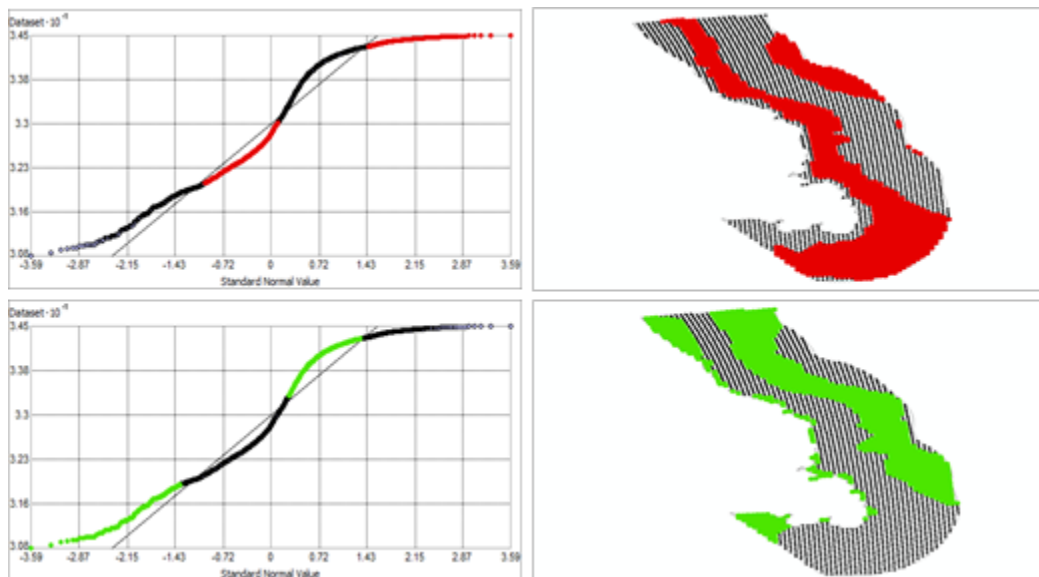 Dataset · 10⁻¹
3.45
3.38
3.3
3.23
3.16
3.08
-3.59 -2.87 -2.15 -1.43 -0.72 0 0.72 1.43 2.15 2.87 3.59
Standard Normal Value
Dataset · 10⁻¹
3.45
3.38
3.3
3.23
3.16
3.08
-3.59 -2.87 -2.15 -1.43 -0.72 0 0.72 1.43 2.15 2.87 3.59
Standard Normal Value